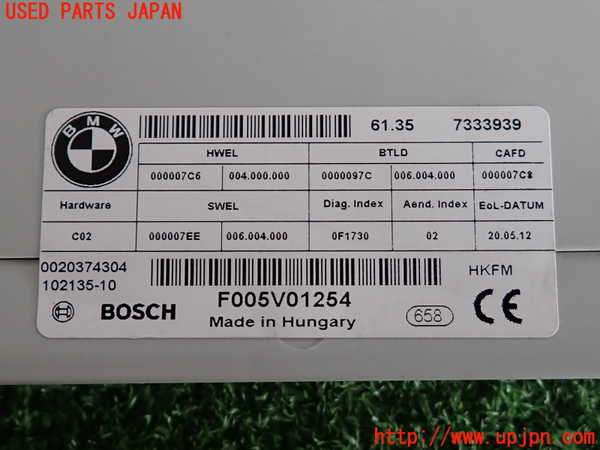 USED PARTS JAPAN
BMW
61.35 7333939
HWEL BTLD CAFD
000007C5 004.000.000 0000097C 006.004.000 000007C8
Hardware SWEL Diag. Index Aend. Index EoL-DATUM
C02 000007EE 006.004.000 0F1730 02 20.05.12
0020374304
102135-10
HKFM
BOSCH F005V01254 658 CE
Made in Hungary
http://www.upjpn.com/